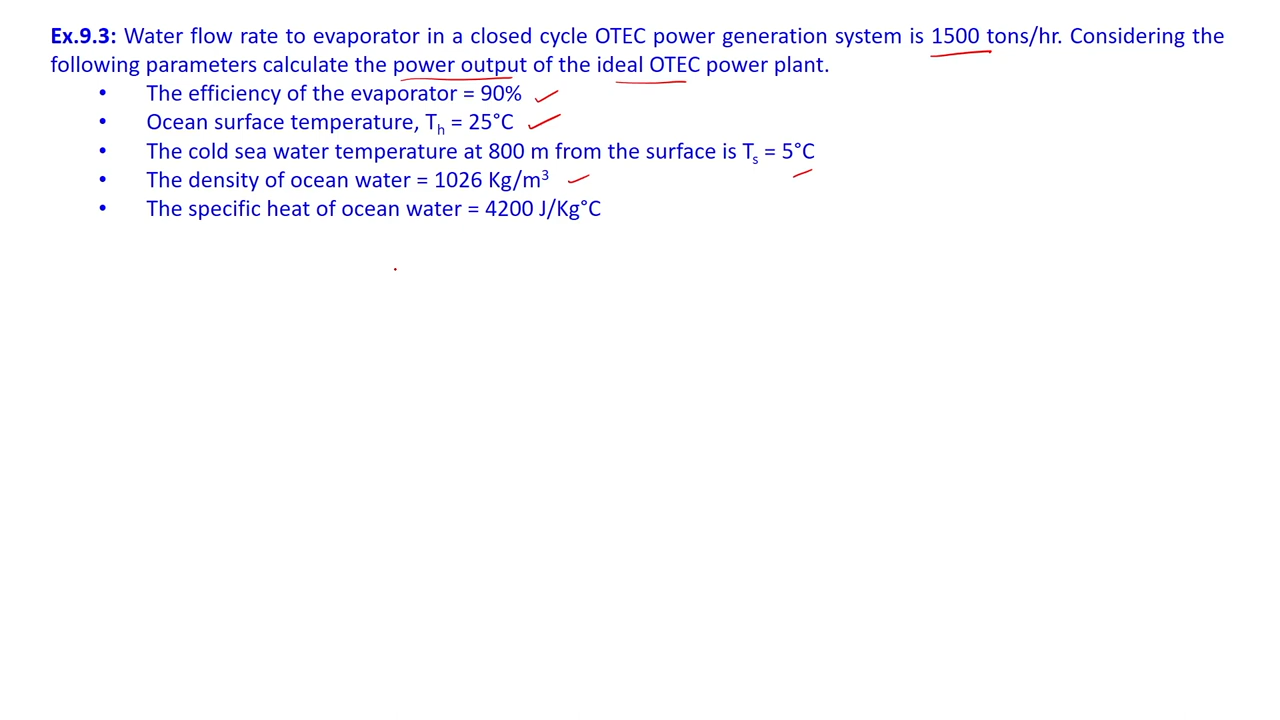 Ex.9.3: Water flow rate to evaporator in a closed cycle OTEC power generation system is 1500 tons/hr. Considering the
following parameters calculate the power output of the ideal OTEC power plant.
• The efficiency of the evaporator = 90%
• Ocean surface temperature, Th = 25°C
• The cold sea water temperature at 800 m from the surface is Ts = 5°C
• The density of ocean water = 1026 Kg/m³
• The specific heat of ocean water = 4200 J/Kg°C